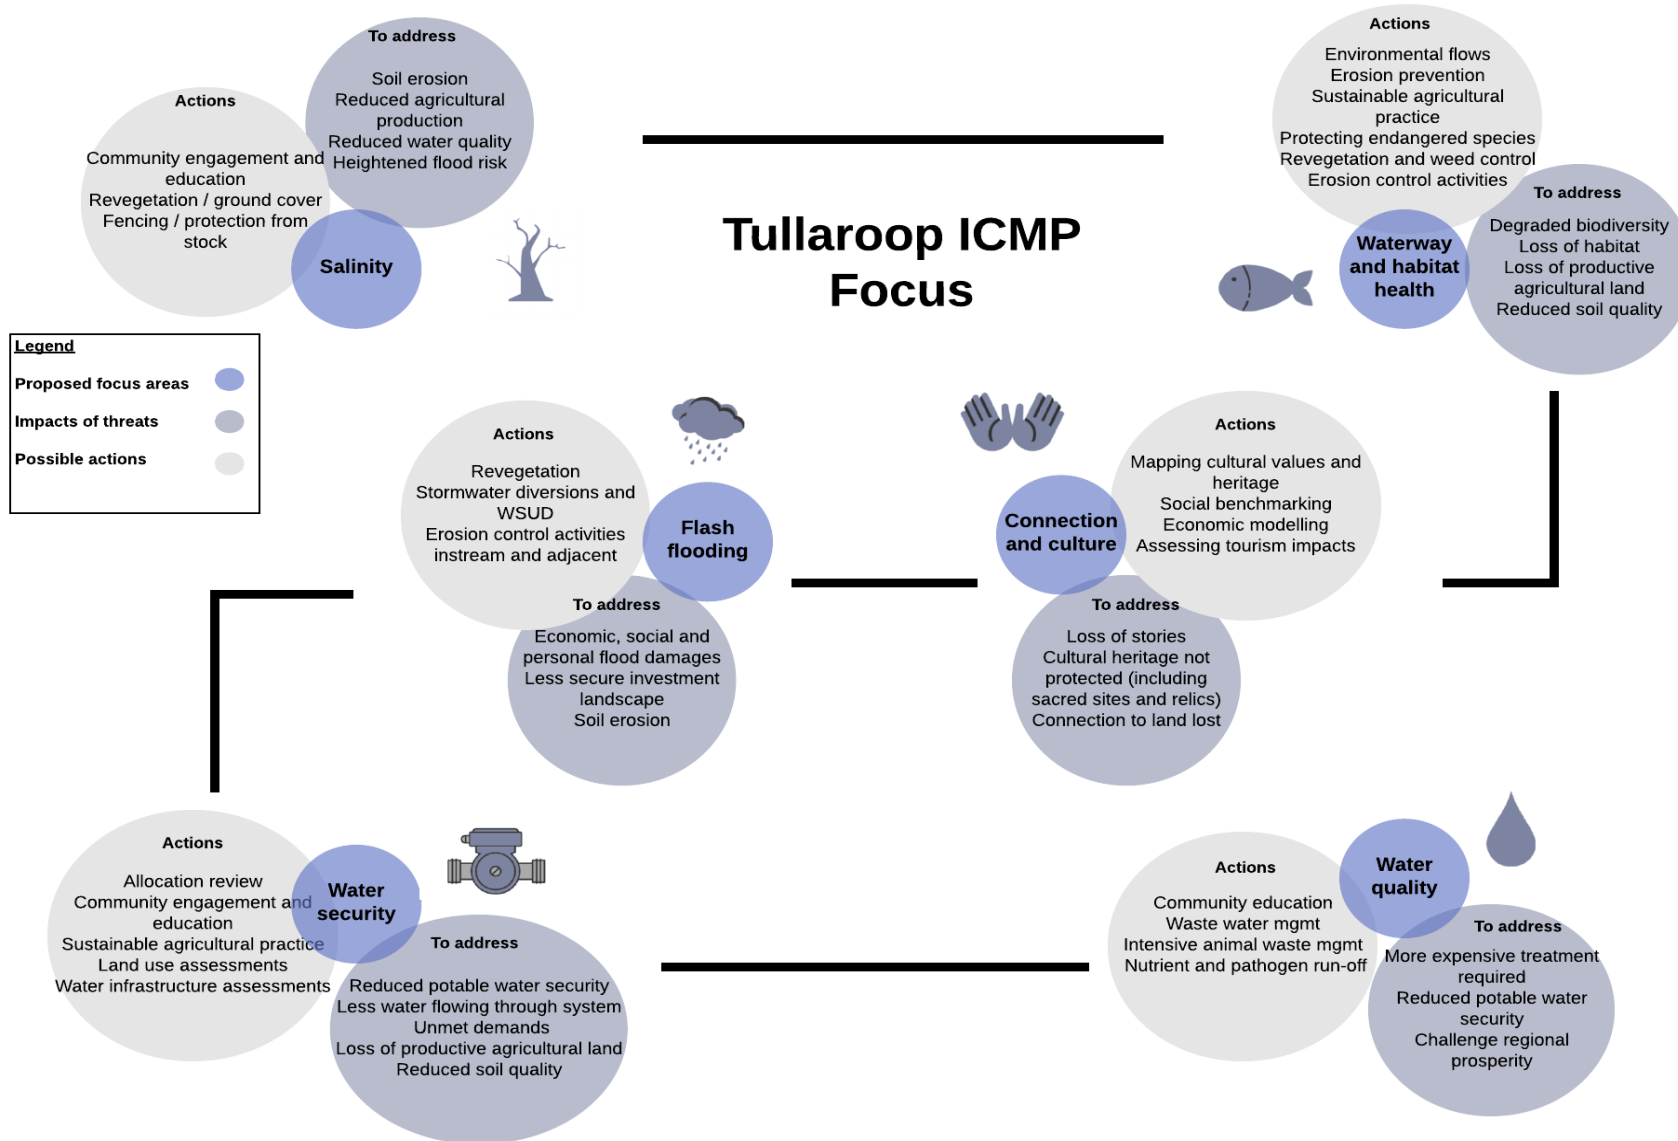 To address
Soil erosion
Reduced agricultural
production
Reduced water quality
Heightened flood risk
Actions
Community engagement and
education
Revegetation / ground cover
Fencing / protection from
stock
Salinity
Tullaroop ICMP
Focus
Actions
Environmental flows
Erosion prevention
Sustainable agricultural
practice
Protecting endangered species
Revegetation and weed control
Erosion control activities
To address
Degraded biodiversity
Loss of habitat
Loss of productive
agricultural land
Reduced soil quality
Waterway
and habitat
health
Legend
Proposed focus areas
Impacts of threats
Possible actions
Actions
Revegetation
Stormwater diversions and
WSUD
Erosion control activities
instream and adjacent
Flash
flooding
To address
Economic, social and
personal flood damages
Less secure investment
landscape
Soil erosion
Connection
and culture
Actions
Mapping cultural values and
heritage
Social benchmarking
Economic modelling
Assessing tourism impacts
To address
Loss of stories
Cultural heritage not
protected (including
sacred sites and relics)
Connection to land lost
Actions
Allocation review
Community engagement and
education
Sustainable agricultural practice
Land use assessments
Water infrastructure assessments
Water
security
To address
Reduced potable water security
Less water flowing through system
Unmet demands
Loss of productive agricultural land
Reduced soil quality
Actions
Community education
Waste water mgmt
Intensive animal waste mgmt
Nutrient and pathogen run-off
Water
quality
To address
More expensive treatment
required
Reduced potable water
security
Challenge regional
prosperity